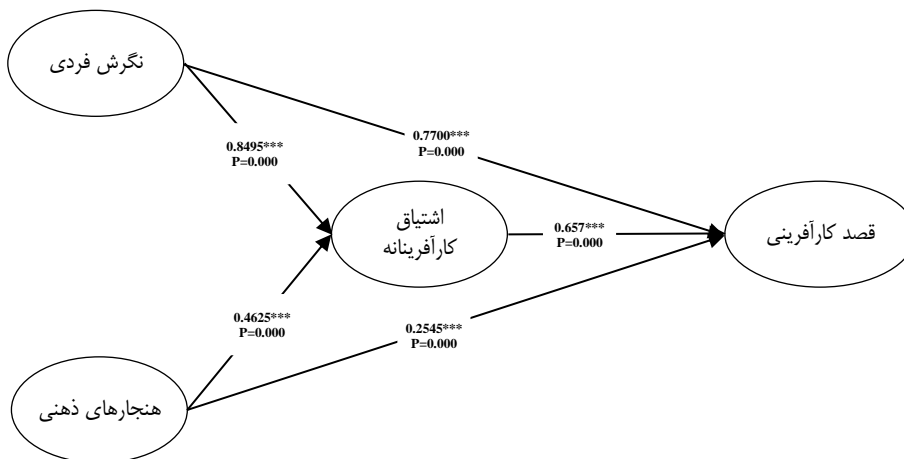 نگرش فردی
0.7700***
P=0.000
0.8495***
P=0.000
اشتیاق
کارآفرینانه
0.657***
P=0.000
قصد کارآفرینی
0.4625***
P=0.000
0.2545***
P=0.000
هنجارهای ذهنی